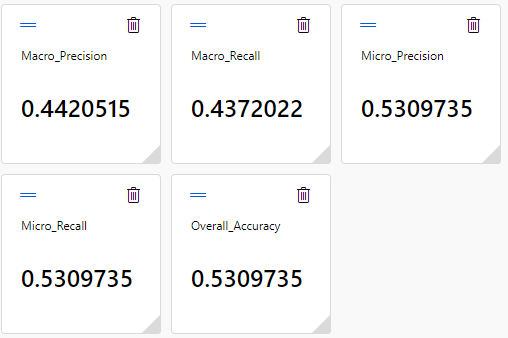 Macro_Precision
0.4420515
Macro_Recall
0.4372022
Micro_Precision
0.5309735
Micro_Recall
0.5309735
Overall_Accuracy
0.5309735